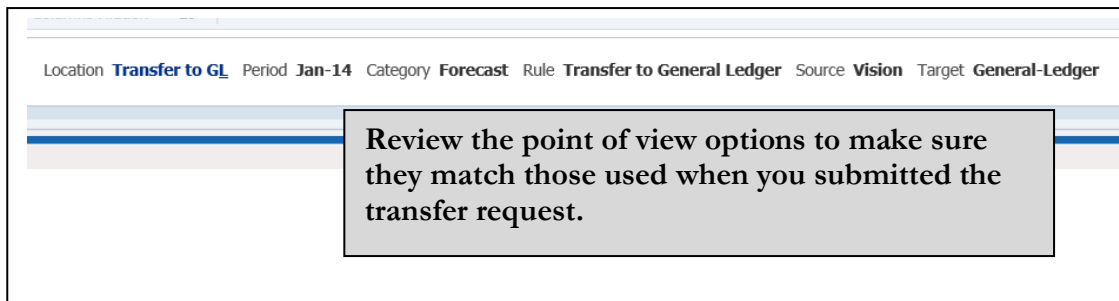 Location Transfer to GL Period Jan-14 Category Forecast Rule Transfer to General Ledger Source Vision Target General-Ledger
Review the point of view options to make sure
they match those used when you submitted the
transfer request.